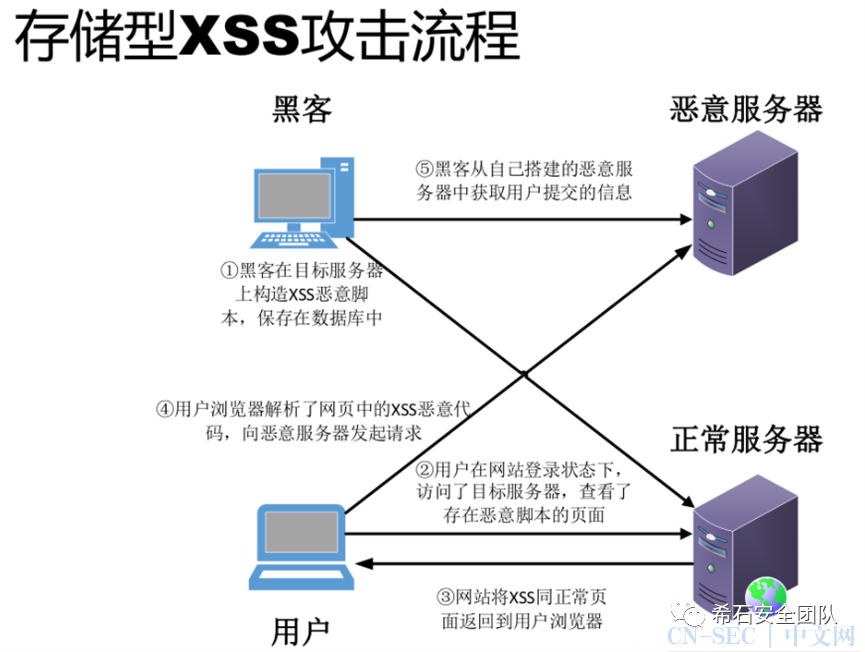 存储型XSS攻击流程
黑客
恶意服务器
⑤黑客从自己搭建的恶意服
务器中获取用户提交的信息
①黑客在目标服务器
上构造XSS恶意脚
本，保存在数据库中
④用户浏览器解析了网页中的XSS恶意代
码，向恶意服务器发起请求
正常服务器
②用户在网站登录状态下，
访问了目标服务器，查看了
存在恶意脚本的页面
③网站将XSS同正常页
面返回到用户浏览器
用户
希石安全团队
CN-SEC｜中文网